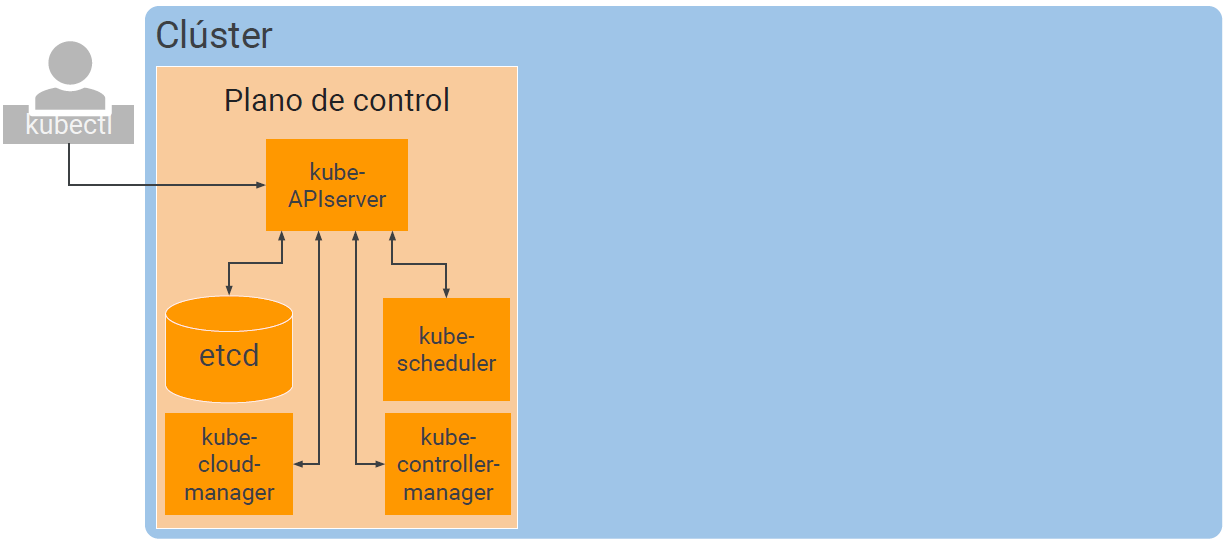 Clúster
Plano de control
kubectl
kube-
APIserver
etcd
kube-
scheduler
kube-
cloud-
manager
kube-
controller-
manager